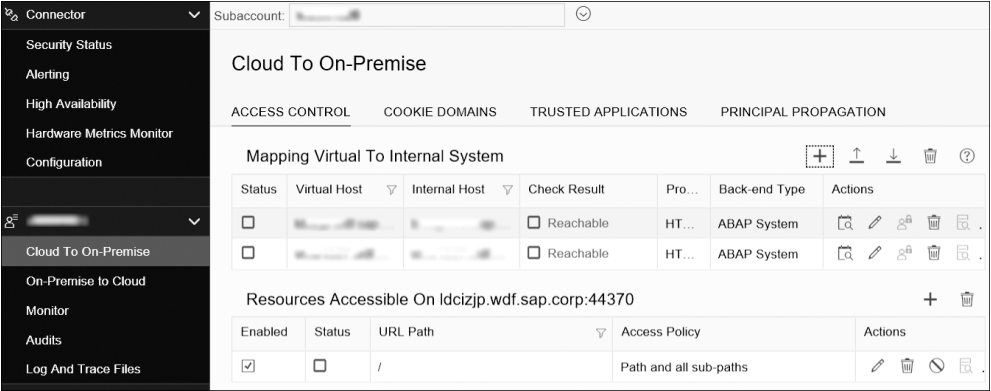 Connector
Subaccount:
Security Status
Alerting
High Availability
Hardware Metrics Monitor
Configuration
Cloud To On-Premise
On-Premise to Cloud
Monitor
Audits
Log And Trace Files
Cloud To On-Premise
ACCESS CONTROL COOKIE DOMAINS TRUSTED APPLICATIONS PRINCIPAL PROPAGATION
Mapping Virtual To Internal System
Status Virtual Host Internal Host Check Result Pro... Back-end Type Actions
Reachable HT... ABAP System
Reachable HT... ABAP System
Resources Accessible On ldcizjp.wdf.sap.corp:44370
Enabled Status URL Path Access Policy Actions
/ Path and all sub-paths